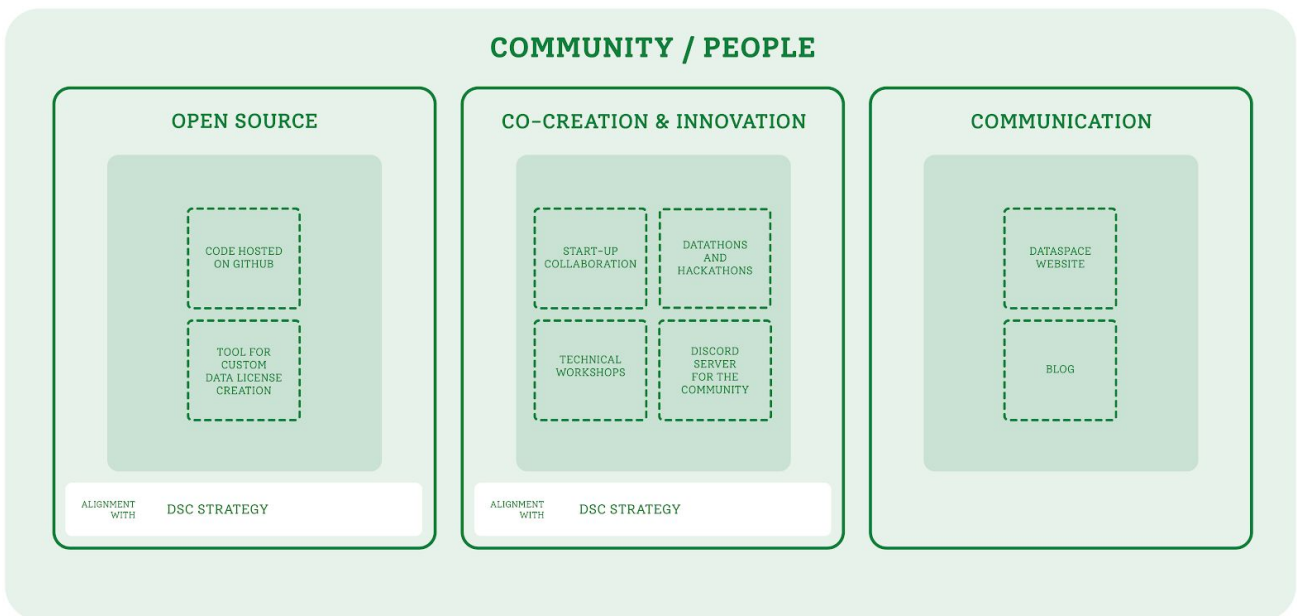 COMMUNITY / PEOPLE
OPEN SOURCE
CODE HOSTED
ON GITHUB
TOOL FOR
CUSTOM
DATA LICENSE
CREATION
ALIGNMENT
WITH
DSC STRATEGY
CO-CREATION & INNOVATION
START-UP
COLLABORATION
DATATHONS
AND
HACKATHONS
TECHNICAL
WORKSHOPS
DISCORD
SERVER
FOR THE
COMMUNITY
ALIGNMENT
WITH
DSC STRATEGY
COMMUNICATION
DATASPACE
WEBSITE
BLOG